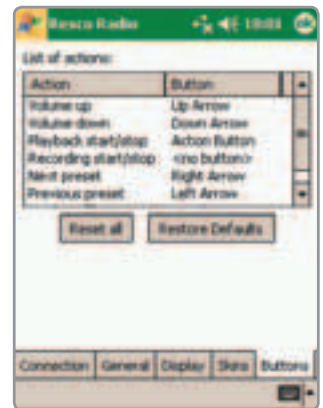 Resco Radio 18:01 ok
List of actions:
Action Button
Volume up Up Arrow
Volume down Down Arrow
Playback start/stop Action Button
Recording start/stop <no button>
Next preset Right Arrow
Previous preset Left Arrow
Reset all Restore Defaults
Connection General Display Skins Buttons